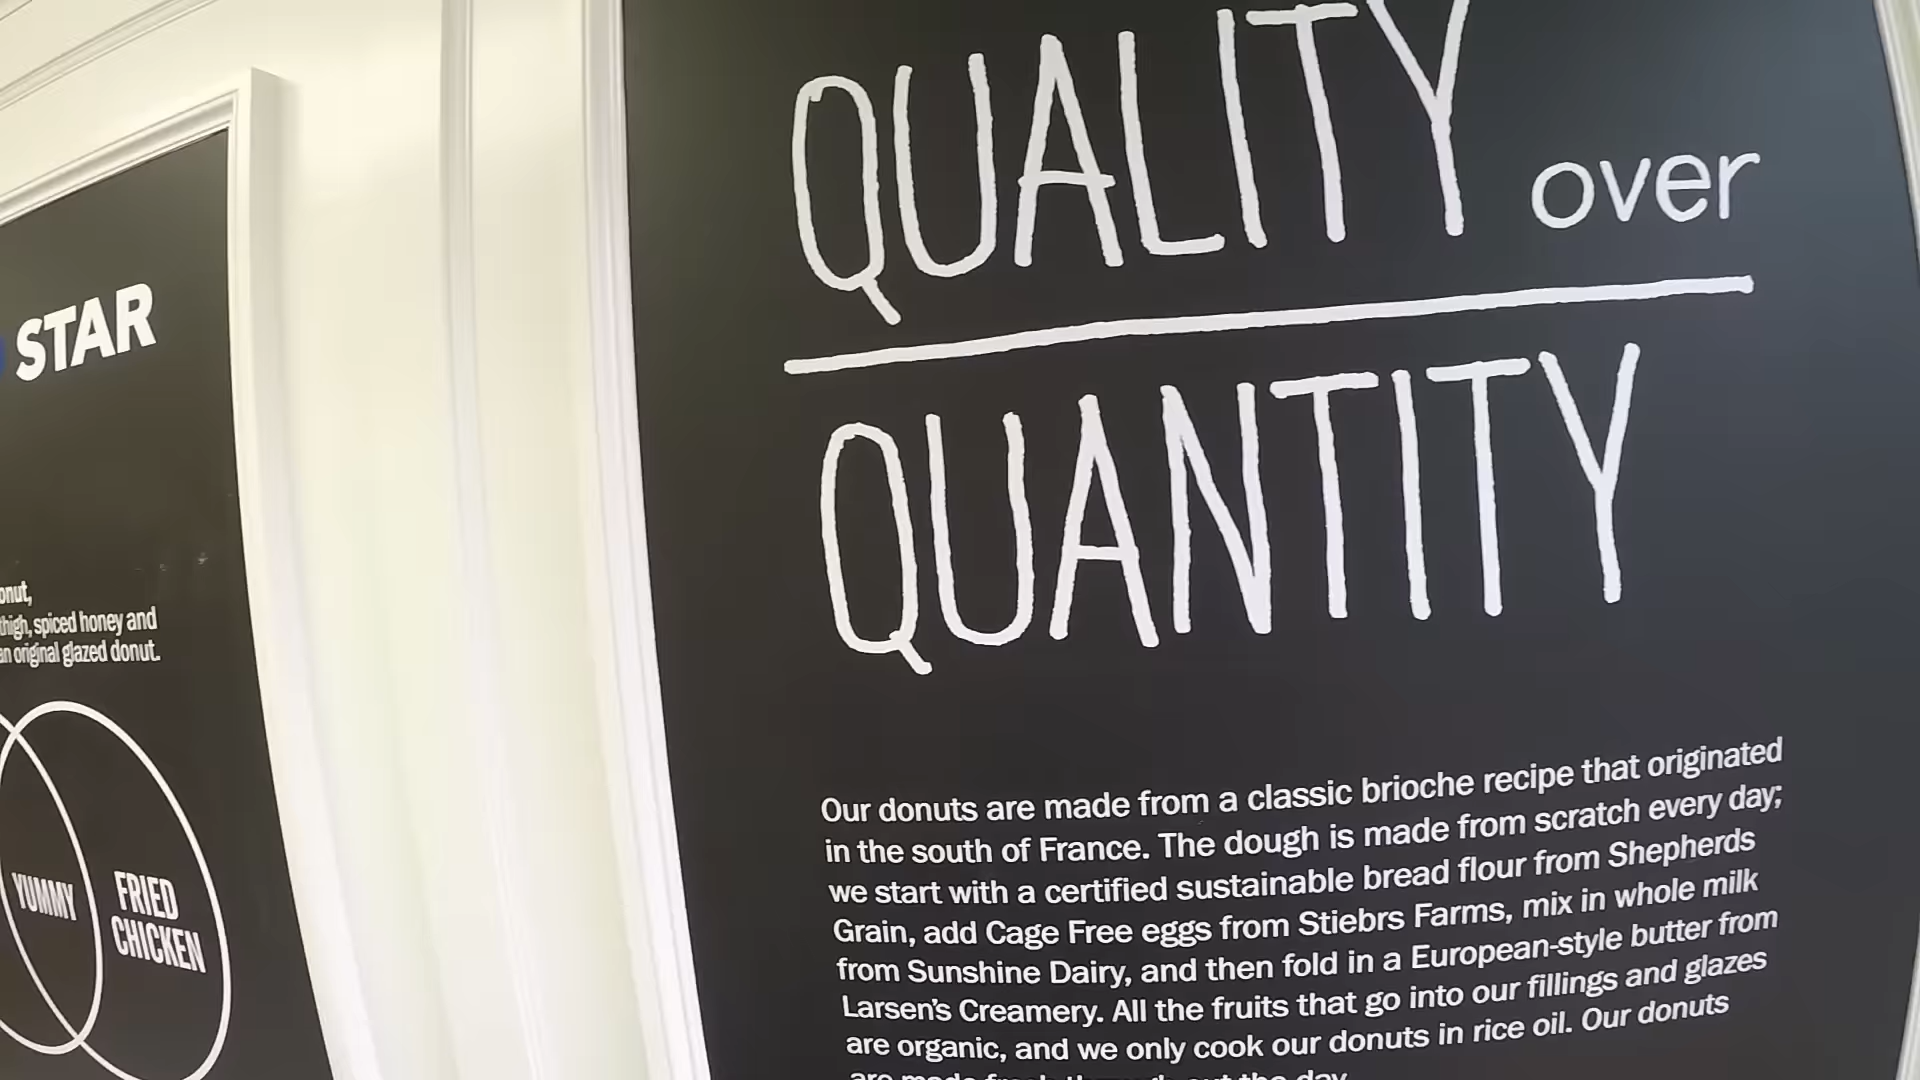 STAR
thigh, spiced honey and
an original glazed donut.
YUMMY
FRIED
CHICKEN
QUALITY over
QUANTITY
Our donuts are made from a classic brioche recipe that originated
in the south of France. The dough is made from scratch every day;
we start with a certified sustainable bread flour from Shepherds
Grain, add Cage Free eggs from Stiebrs Farms, mix in whole milk
from Sunshine Dairy, and then fold in a European-style butter from
Larsen's Creamery. All the fruits that go into our fillings and glazes
are organic, and we only cook our donuts in rice oil. Our donuts